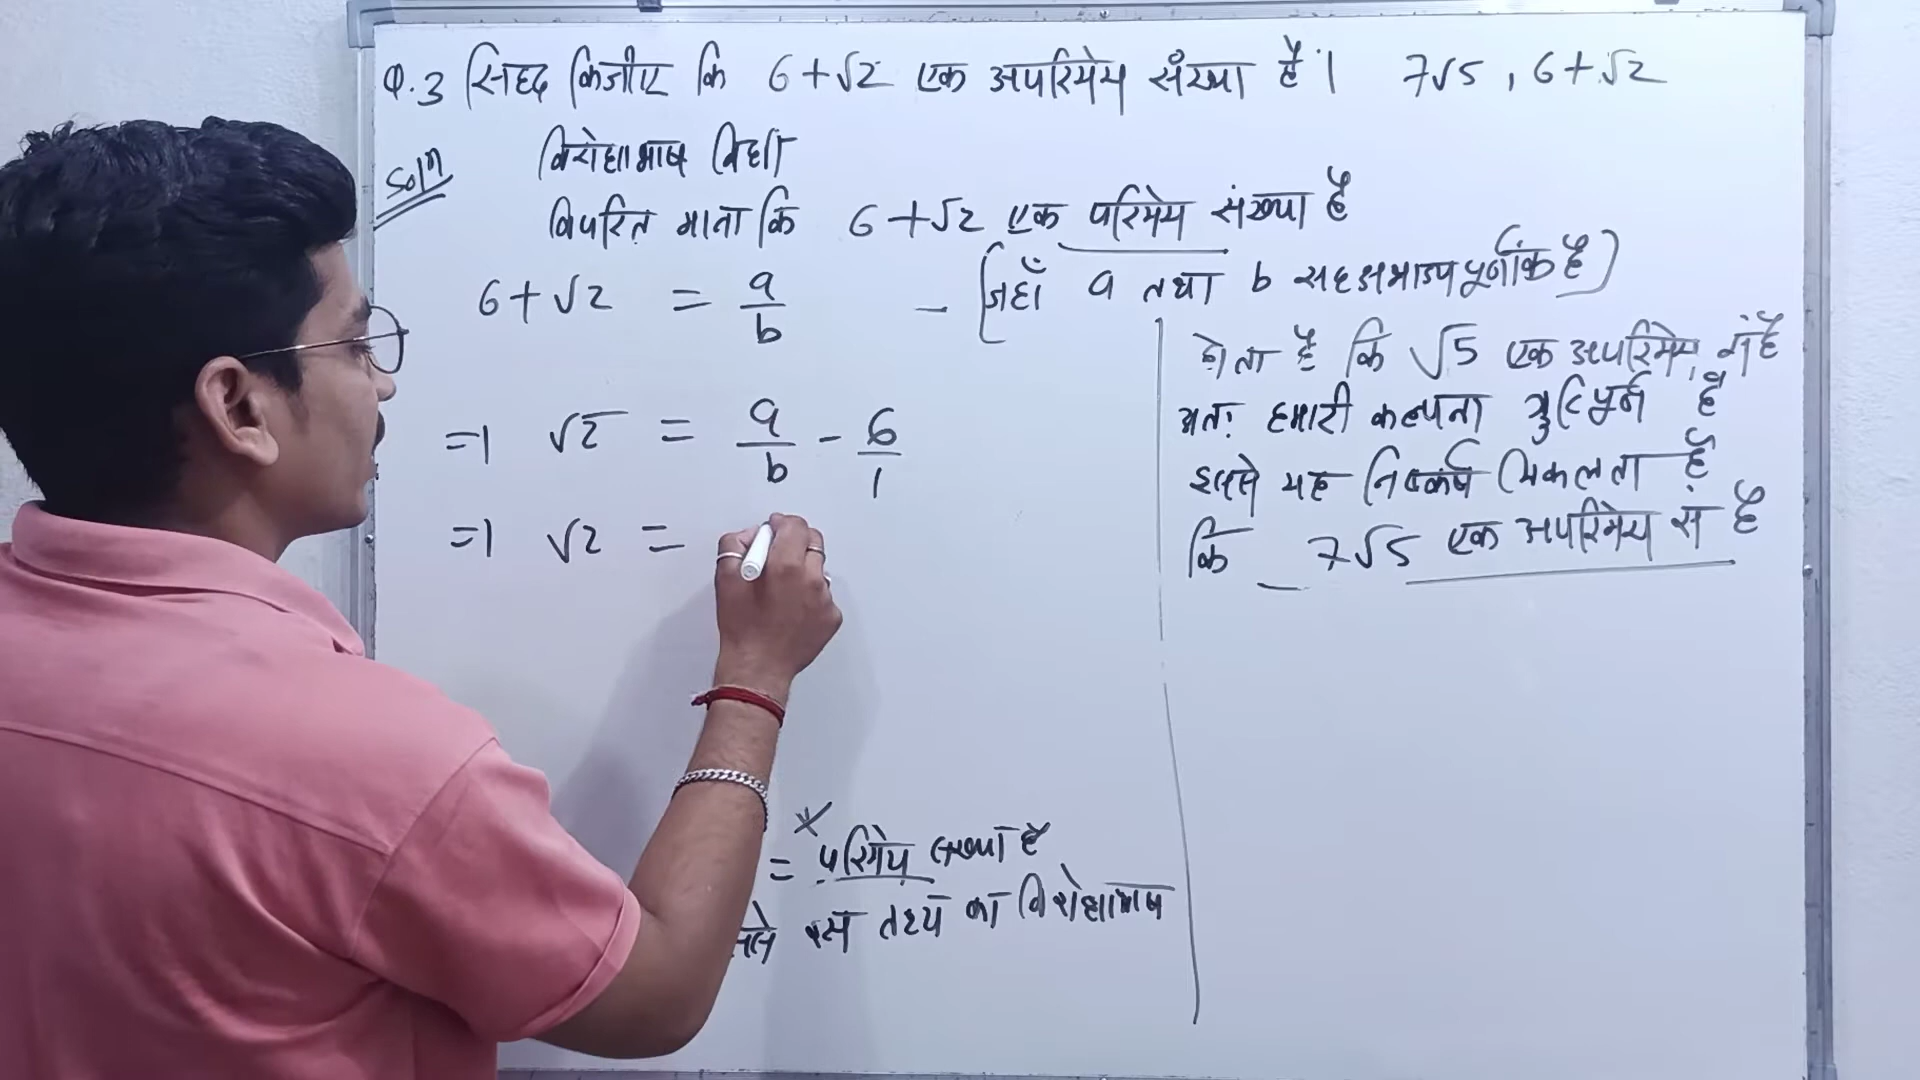 Q.3 सिद्द किजीए कि 6+√2 एक अपरिमेय संख्या है । 7√5 , 6+√2
Solⁿ
विरोधाभाष विधी
विपरित माना कि 6+√2 एक परिमेय संख्या है
6+√2 = a/b – [जहाँ a तथा b सहअभाज्य पूर्णांक है]
=1 √2 = a/b - 6/1
=1 √2 =
= परिमेय संख्या है
इस तथ्य का विरोधाभाष
होता है कि √5 एक अपरिमेय सं है
अतः हमारी कल्पना त्रुटिपूर्न है
इससे यह निष्कर्ष निकलता है
कि 7√5 एक अपरिमेय सं है